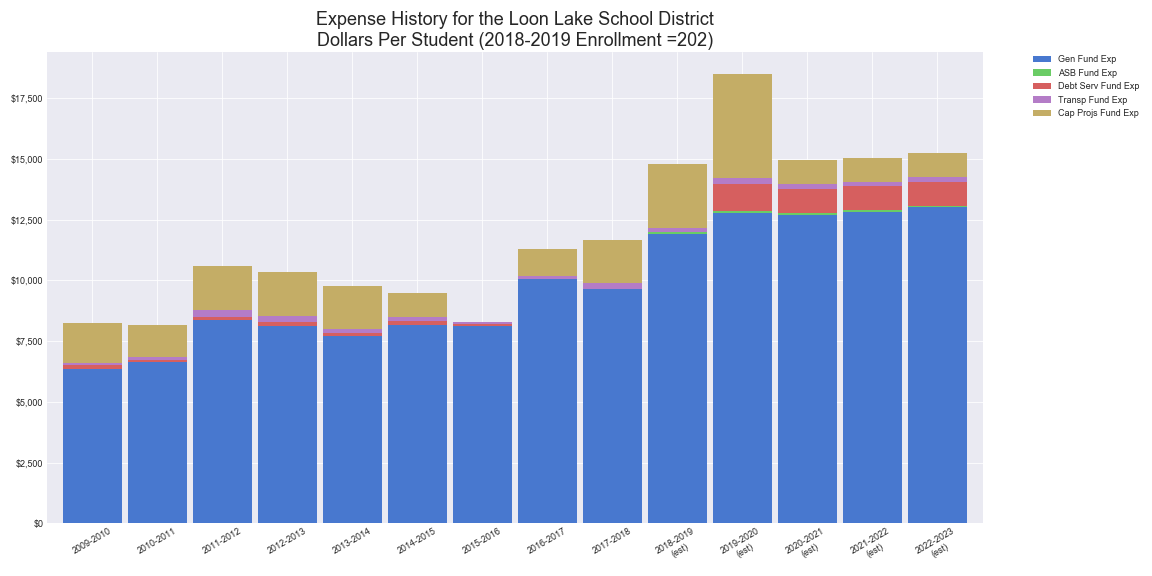 Expense History for the Loon Lake School District
Dollars Per Student (2018-2019 Enrollment =202)
Gen Fund Exp
ASB Fund Exp
Debt Serv Fund Exp
Transp Fund Exp
Cap Projs Fund Exp
$17,500
$15,000
$12,500
$10,000
$7,500
$5,000
$2,500
$0
2009-2010
2010-2011
2011-2012
2012-2013
2013-2014
2014-2015
2015-2016
2016-2017
2017-2018
2018-2019
(est)
2019-2020
(est)
2020-2021
(est)
2021-2022
(est)
2022-2023
(est)